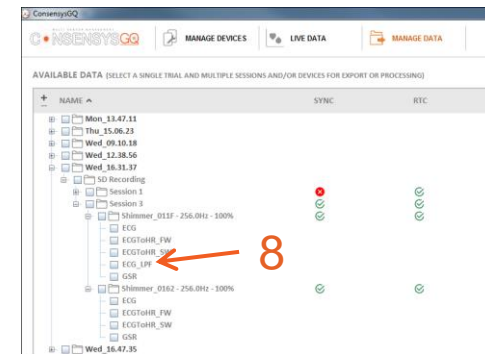 ConsensysGQ
CONSENSYSGQ MANAGE DEVICES LIVE DATA MANAGE DATA
AVAILABLE DATA (SELECT A SINGLE TRIAL AND MULTIPLE SESSIONS AND/OR DEVICES FOR EXPORT OR PROCESSING)
NAME SYNC RTC
Mon_13.47.11
Thu_15.06.23
Wed_09.10.18
Wed_12.38.56
Wed_16.31.37
SD Recording
Session 1
Session 3
Shimmer_011F - 256.0Hz - 100%
ECG
ECGToHR_FW
ECGToHR_SW
ECG_LPF
8
GSR
Shimmer_0162 - 256.0Hz - 100%
ECG
ECGToHR_FW
ECGToHR_SW
GSR
Wed_16.47.35